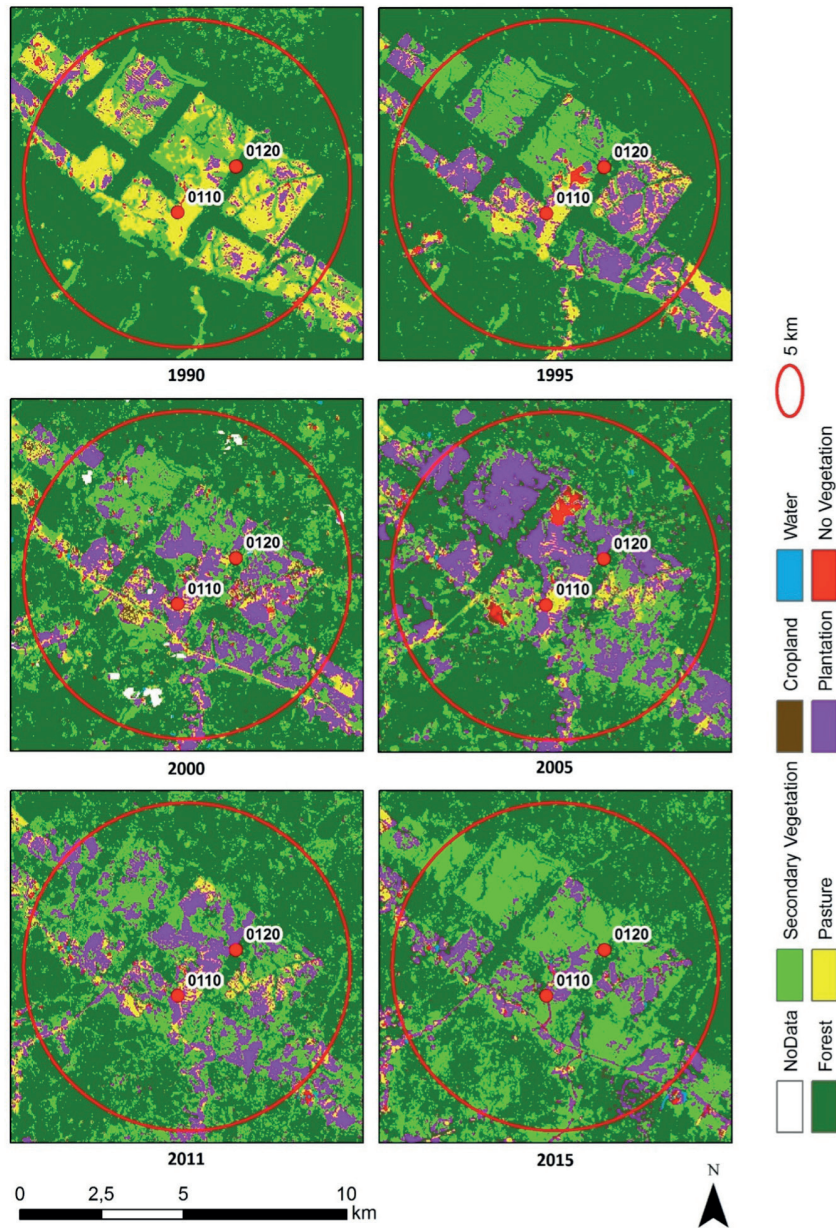 0120
0110
1990
0120
0110
1995
0120
0110
2000
0120
0110
2005
0120
0110
2011
0120
0110
2015
0 2,5 5 10
km
N
NoData
Secondary Vegetation
Cropland
Water
5 km
Forest
Pasture
Plantation
No Vegetation